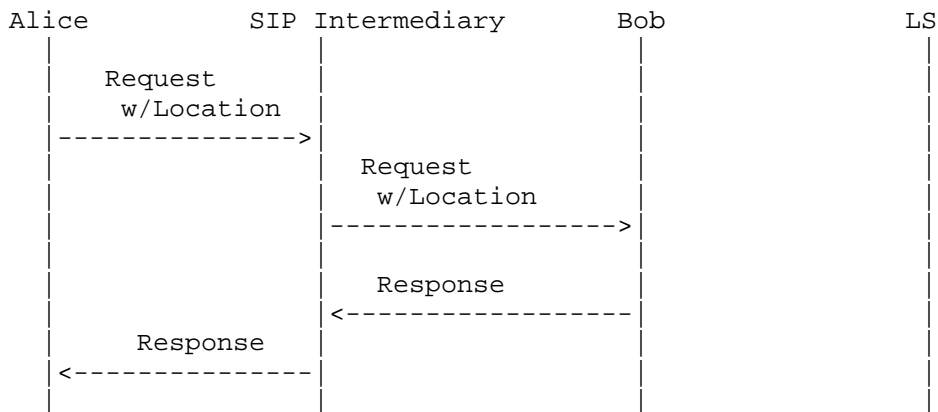 Alice SIP Intermediary Bob LS
Request
w/Location
Request
w/Location
Response
Response